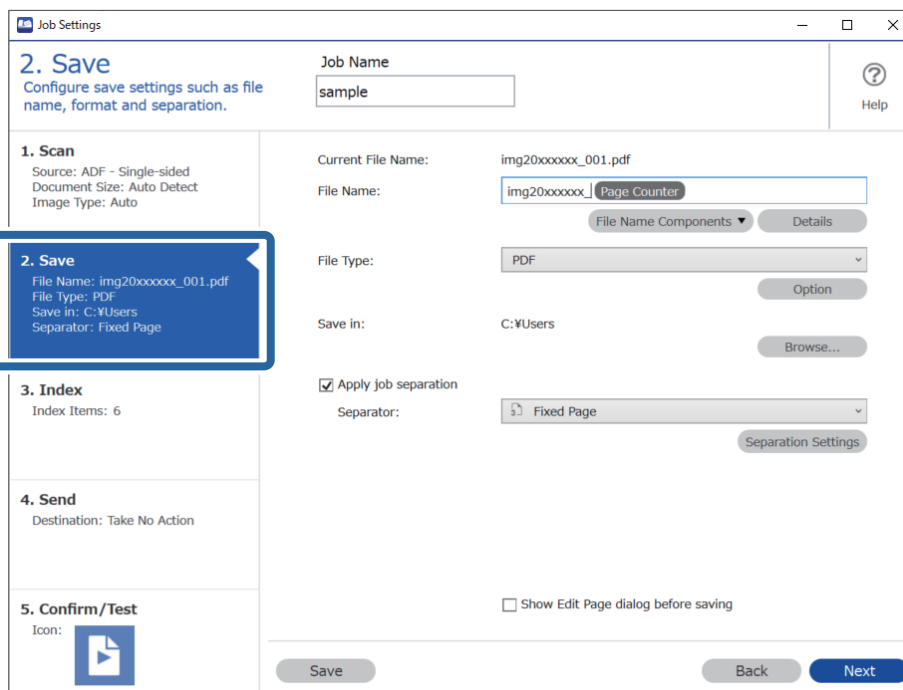 Job Settings
2. Save
Configure save settings such as file
name, format and separation.
Job Name
sample
Help
1. Scan
Source: ADF - Single-sided
Document Size: Auto Detect
Image Type: Auto
2. Save
File Name: img20xxxxxx_001.pdf
File Type: PDF
Save in: C:¥Users
Separator: Fixed Page
3. Index
Index Items: 6
4. Send
Destination: Take No Action
5. Confirm/Test
Icon:
Current File Name: img20xxxxxx_001.pdf
File Name: img20xxxxxx_ Page Counter
File Name Components ▼ Details
File Type: PDF
Option
Save in: C:¥Users
Browse...
Apply job separation
Separator: Fixed Page
Separation Settings
Show Edit Page dialog before saving
Save Back Next